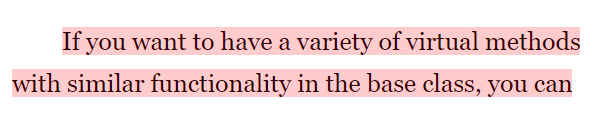 If you want to have a variety of virtual methods
with similar functionality in the base class, you can